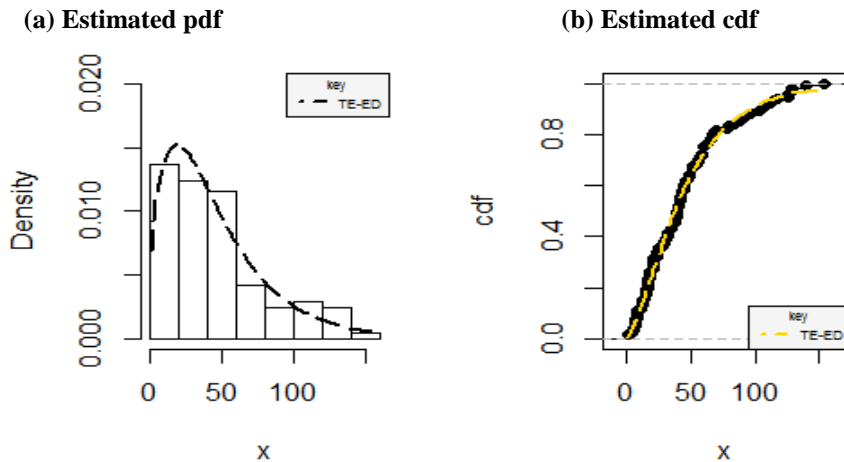 (a) Estimated pdf
(b) Estimated cdf
key
TE-ED
Density
0.000
0.010
0.020
0
50
100
x
key
TE-ED
cdf
0.0
0.4
0.8
0
50
100
x